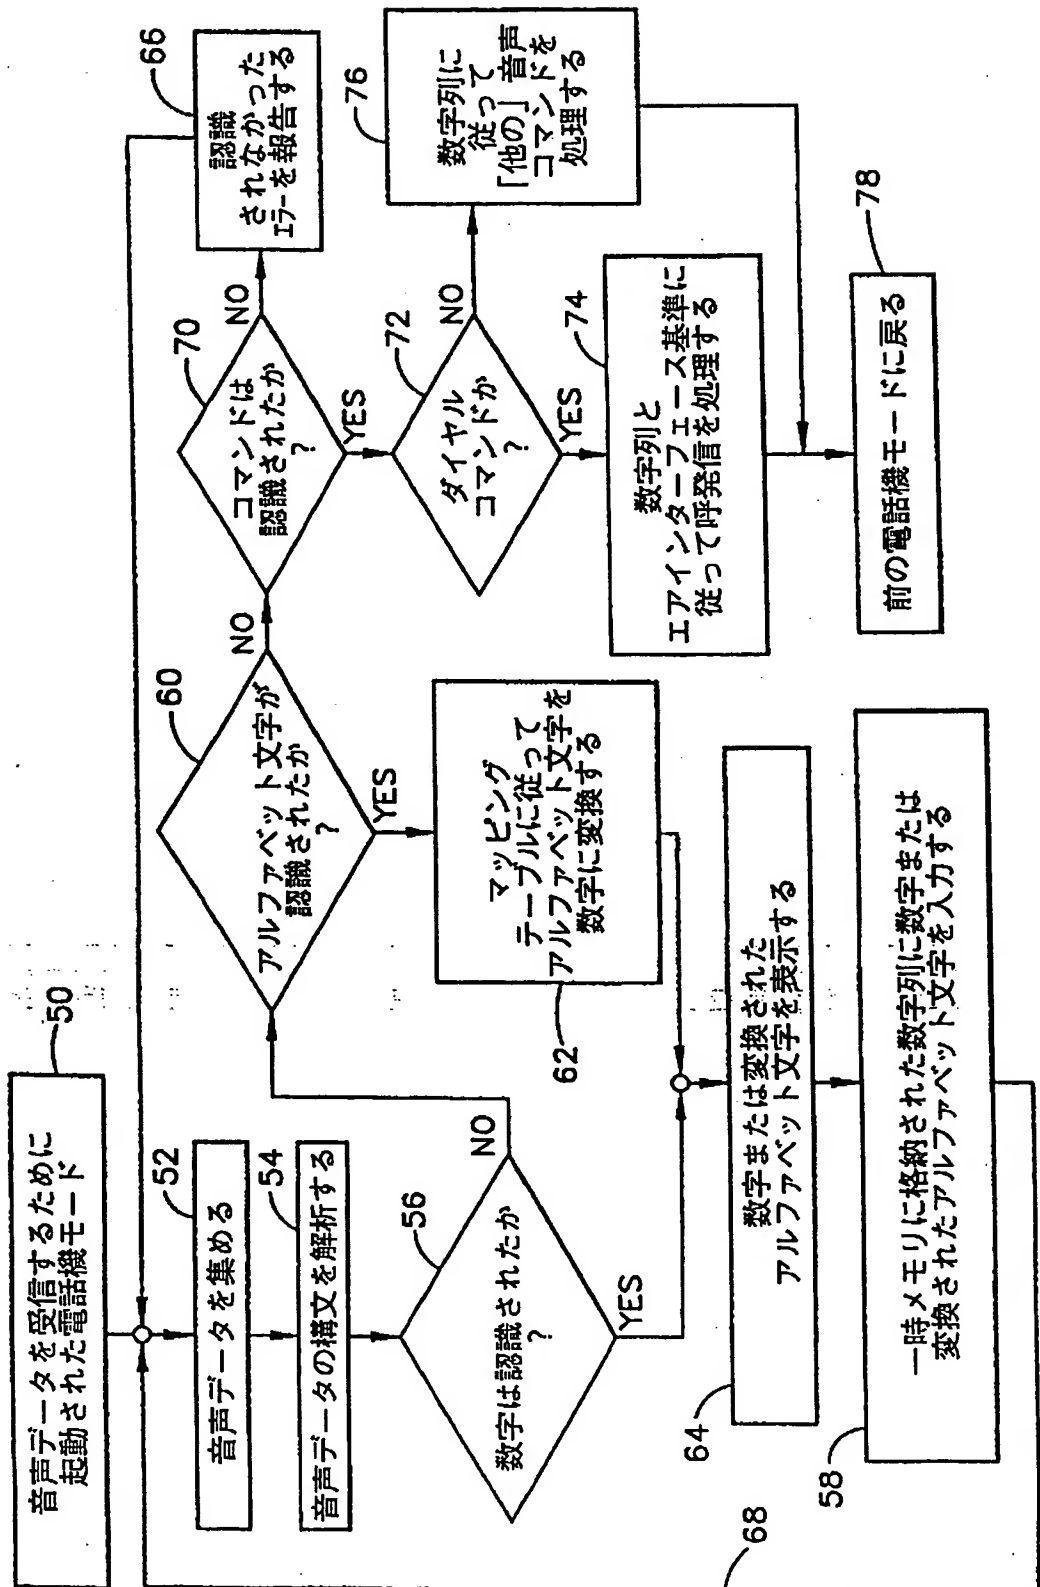 50
音声データを受信するために
起動された電話機モード
52
音声データを集める
54
音声データの構文を解析する
56
数字は認識されたか
?
NO
YES
60
アルファベット文字が
認識されたか
?
NO
YES
62
マッピング
テーブルに従って
アルファベット文字を
数字に変換する
64
数字または変換された
アルファベット文字を表示する
58
一時メモリに格納された数字列に数字または
変換されたアルファベット文字を入力する
68
70
コマンドは
認識されたか
?
NO
YES
66
認識
されなかった
エラーを報告する
72
ダイヤル
コマンドか
?
NO
YES
74
数字列と
エアインターフェース基準に
従って呼発信を処理する
76
数字列に
従って
「他の」音声
コマンドを
処理する
78
前の電話機モードに戻る